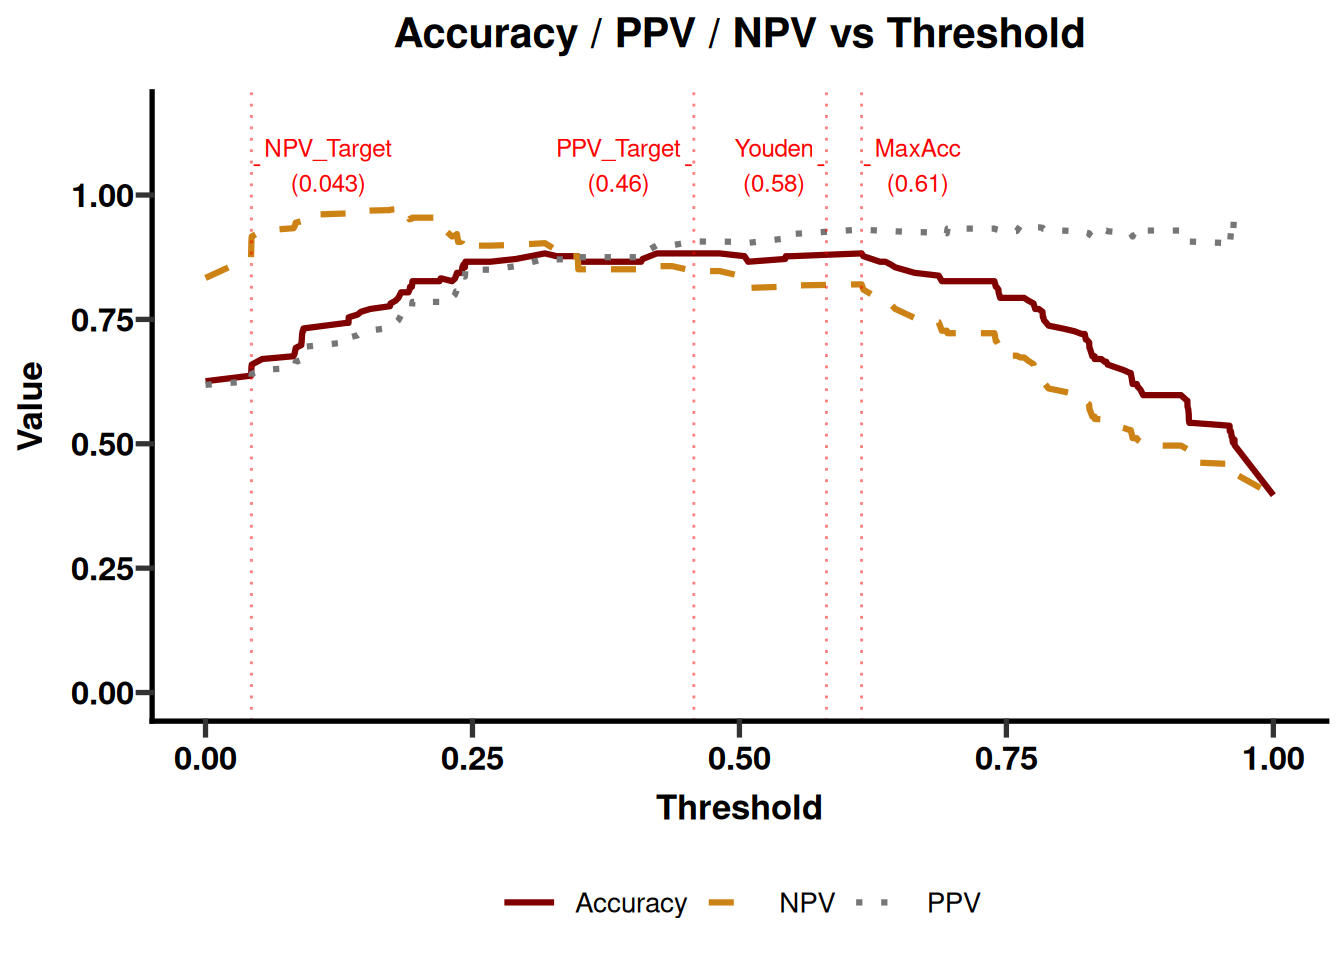 Accuracy / PPV / NPV vs Threshold
NPV_Target
(0.043)
PPV_Target
(0.46)
Youden
(0.58)
MaxAcc
(0.61)
Value
1.00
0.75
0.50
0.25
0.00
0.00 0.25 0.50 0.75 1.00
Threshold
Accuracy NPV PPV